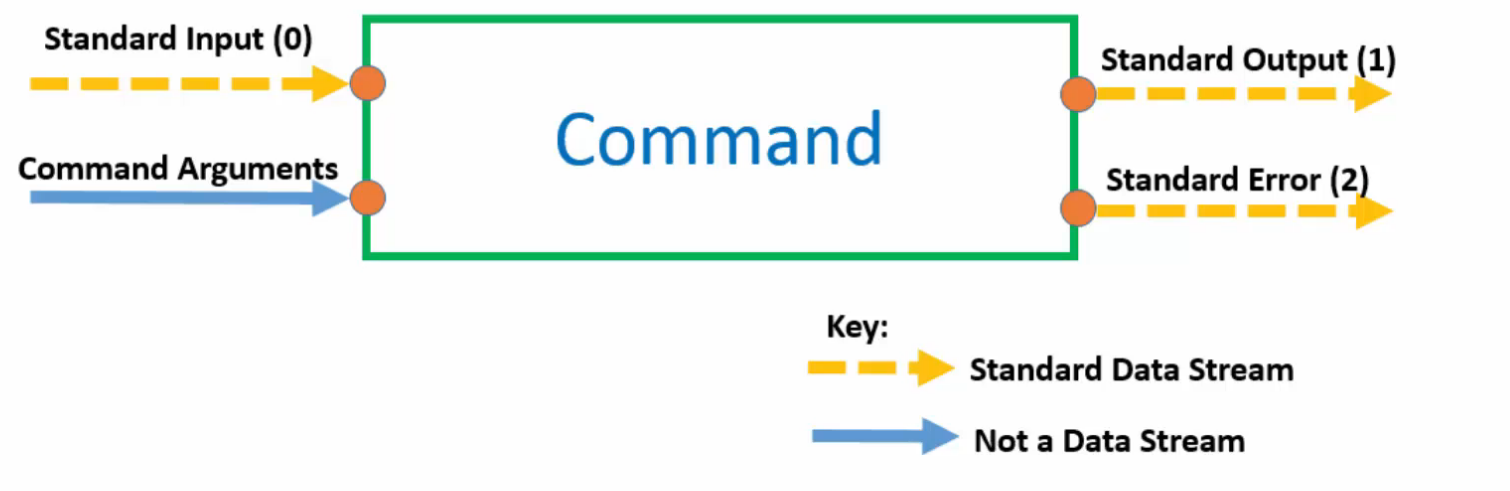 Standard Input (0)
Standard Output (1)
Command
Command Arguments
Standard Error (2)
Key:
Standard Data Stream
Not a Data Stream